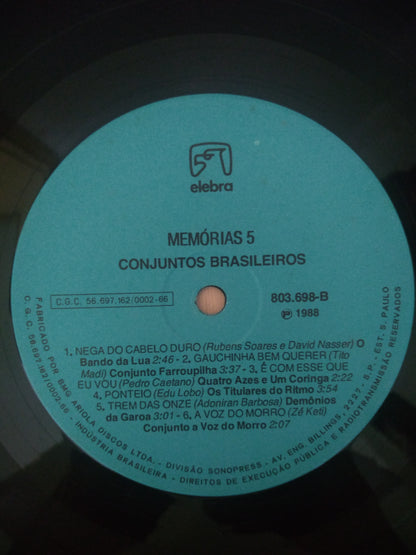 elebra
MEMÓRIAS 5
CONJUNTOS BRASILEIROS
C.G.C. 56.697.162/0002-66
803.698-B
℗ 1988
1. NEGA DO CABELO DURO (Rubens Soares e David Nasser) O
Bando da Lua 2:46 - 2. GAUCHINHA BEM QUERER (Tito
Madi) Conjunto Farroupilha 3:37 - 3. É COM ESSE QUE
EU VOU (Pedro Caetano) Quatro Azes e Um Coringa 2:22
4. PONTEIO (Edu Lobo) Os Titulares do Ritmo 3:54
5. TREM DAS ONZE (Adoniran Barbosa) Demônios
da Garoa 3:01 - 6. A VOZ DO MORRO (Zé Keti)
Conjunto a Voz do Morro 2:07
FABRICADO POR BMG ARIOLA DISCOS LTDA. - DIVISÃO SONOPRESS. AV. ENG. BILLINGS, 2227 - S.P. - EST. S. PAULO
C.G.C. 56.697.162/0002-66 - INDÚSTRIA BRASILEIRA - DIREITOS DE EXECUÇÃO PÚBLICA E RADIOTRANSMISSÃO RESERVADOS